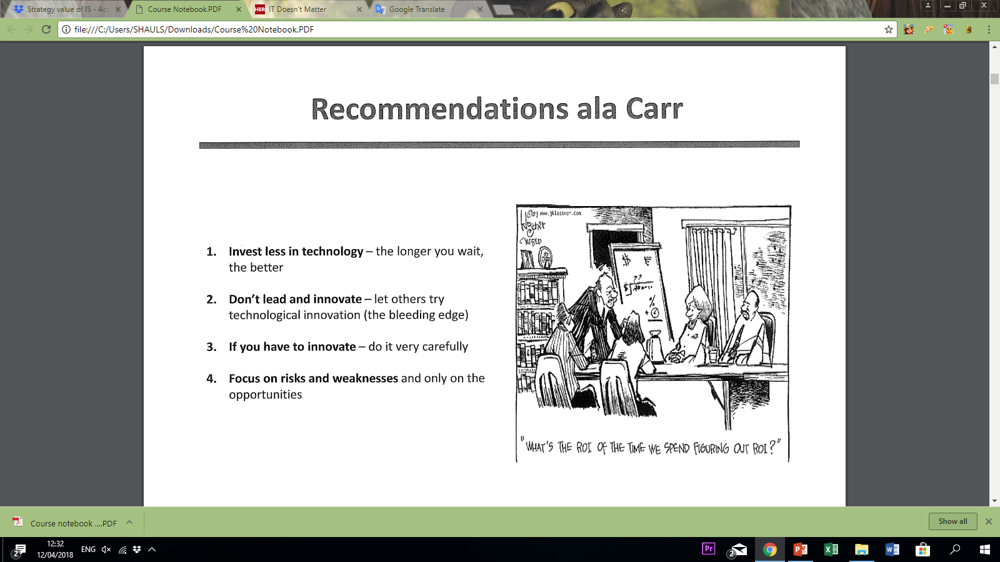 Strategy value of IS - Aca
Course Notebook.PDF
IT Doesn't Matter
Google Translate
file:///C:/Users/SHAULS/Downloads/Course%20Notebook.PDF
Recommendations ala Carr
1. Invest less in technology – the longer you wait,
the better
2. Don't lead and innovate – let others try
technological innovation (the bleeding edge)
3. If you have to innovate – do it very carefully
4. Focus on risks and weaknesses and only on the
opportunities
www.jklossner.com
"WHAT'S THE ROI OF THE TIME WE SPEND FIGURING OUT ROI?"
Course notebook ....PDF
Show all
12:32
12/04/2018
ENG
2
2